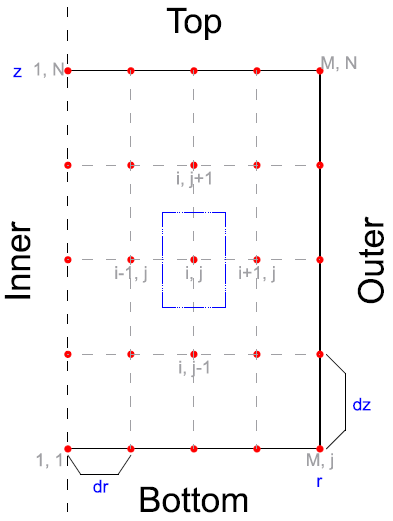 Top
z
1, N
M, N
i, j+1
Inner
Outer
i-1, j
i, j
i+1, j
i, j-1
dz
1, 1
M, j
dr
r
Bottom